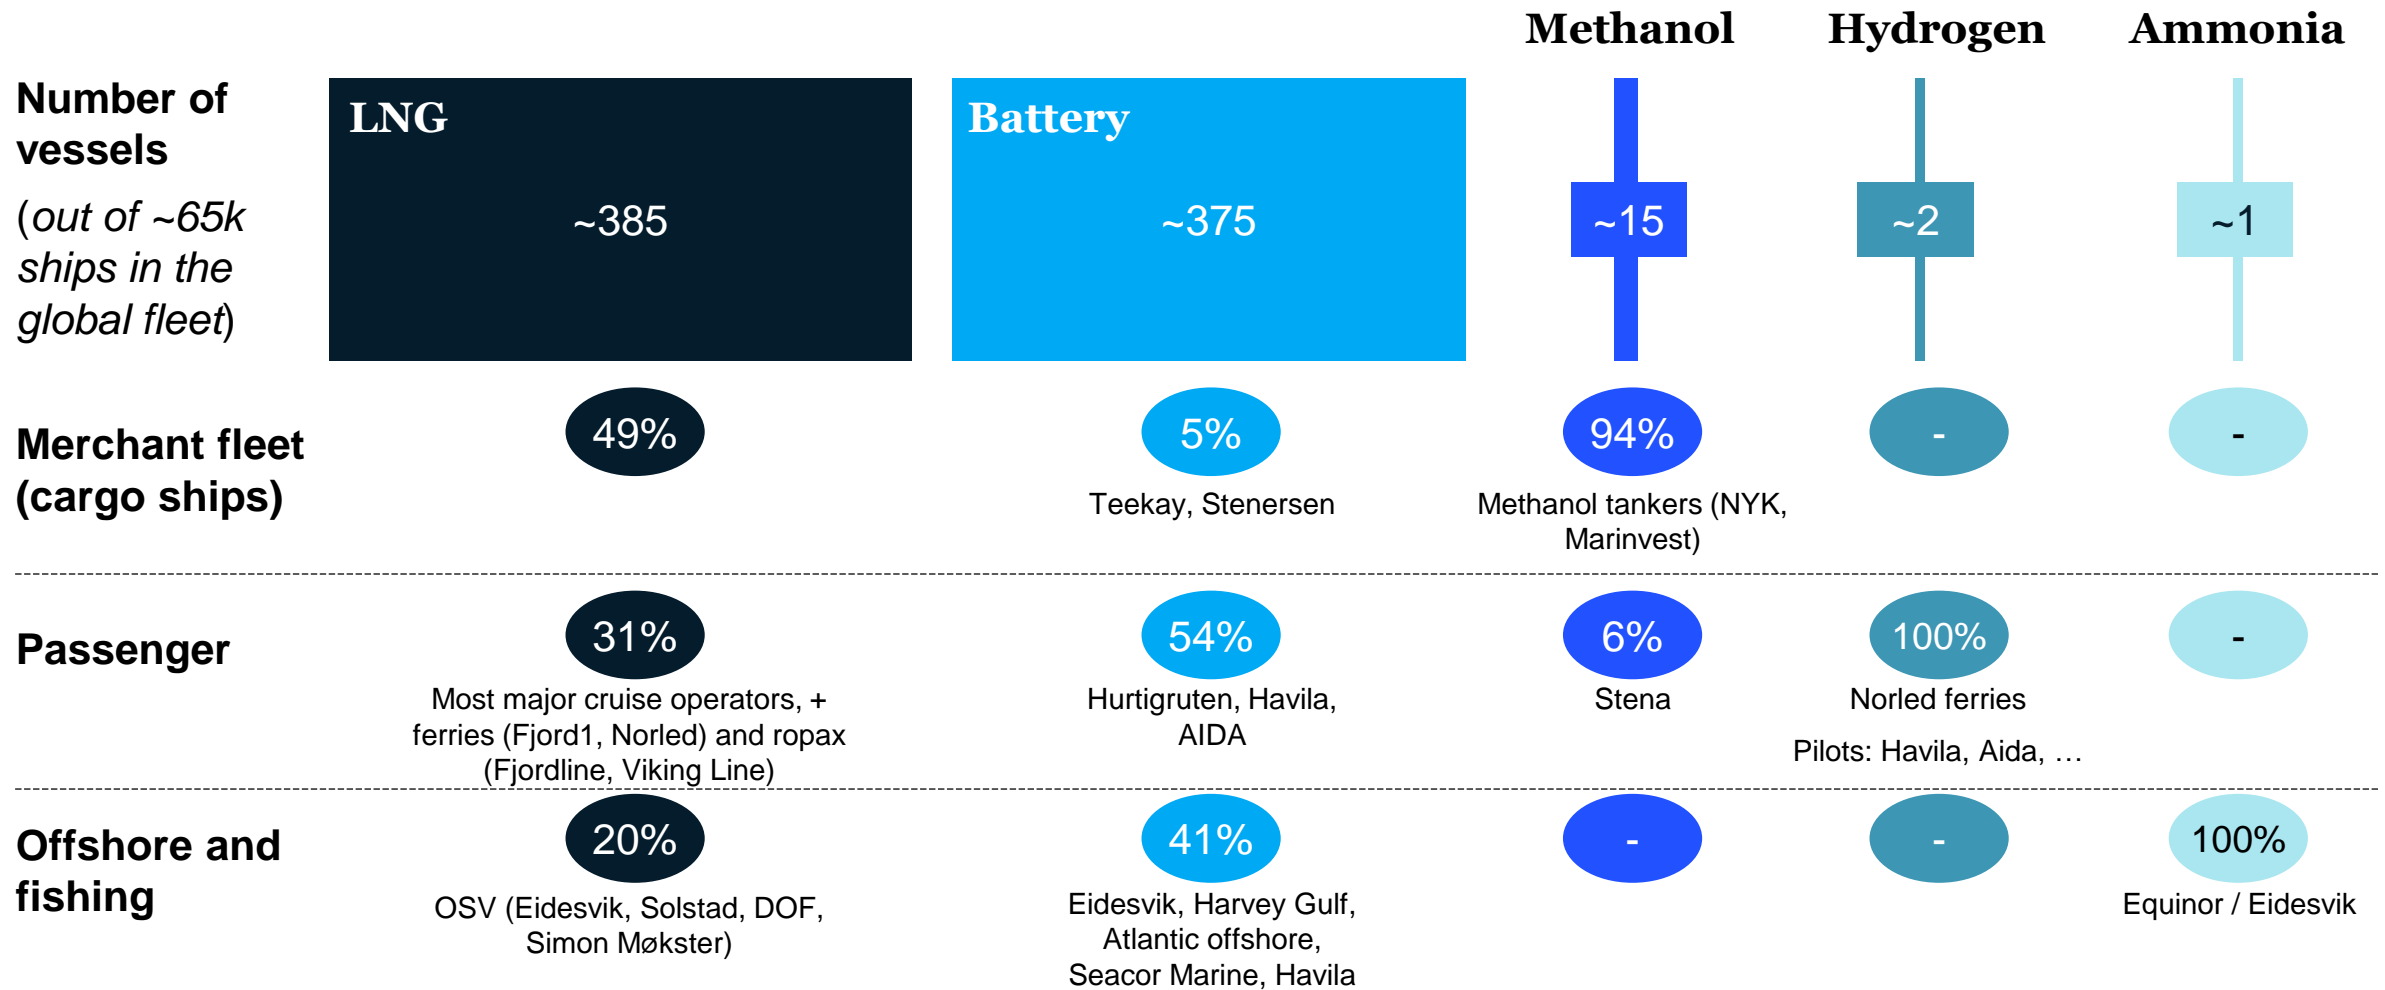 Methanol
Hydrogen
Ammonia
Number of
vessels
(out of ~65k
ships in the
global fleet)
LNG
~385
Battery
~375
~15
~2
~1
Merchant fleet
(cargo ships)
49%
5%
Teekay, Stenersen
94%
Methanol tankers (NYK,
Marinvest)
-
-
Passenger
31%
Most major cruise operators, +
ferries (Fjord1, Norled) and ropax
(Fjordline, Viking Line)
54%
Hurtigruten, Havila,
AIDA
6%
Stena
100%
Norled ferries
Pilots: Havila, Aida, …
-
Offshore and
fishing
20%
OSV (Eidesvik, Solstad, DOF,
Simon Møkster)
41%
Eidesvik, Harvey Gulf,
Atlantic offshore,
Seacor Marine, Havila
-
-
100%
Equinor / Eidesvik